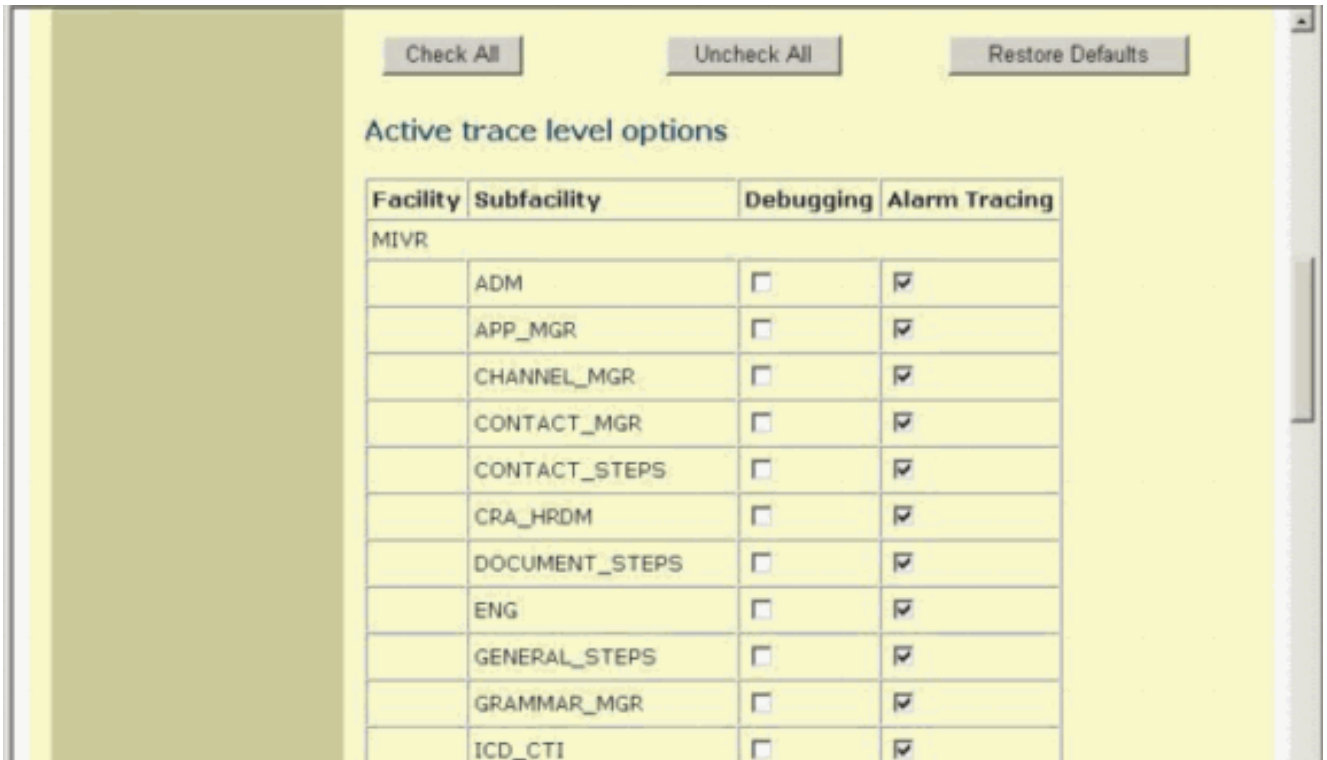 Check All Uncheck All Restore Defaults
Active trace level options
Facility Subfacility Debugging Alarm Tracing
MIVR
ADM
APP_MGR
CHANNEL_MGR
CONTACT_MGR
CONTACT_STEPS
CRA_HRDM
DOCUMENT_STEPS
ENG
GENERAL_STEPS
GRAMMAR_MGR
ICD_CTI